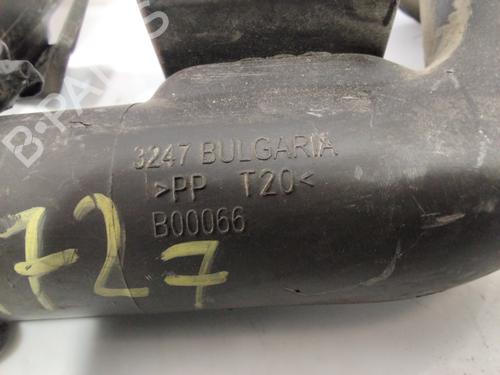 B-PARTS
3247 BULGARIA
>PP T20<
B00066
727